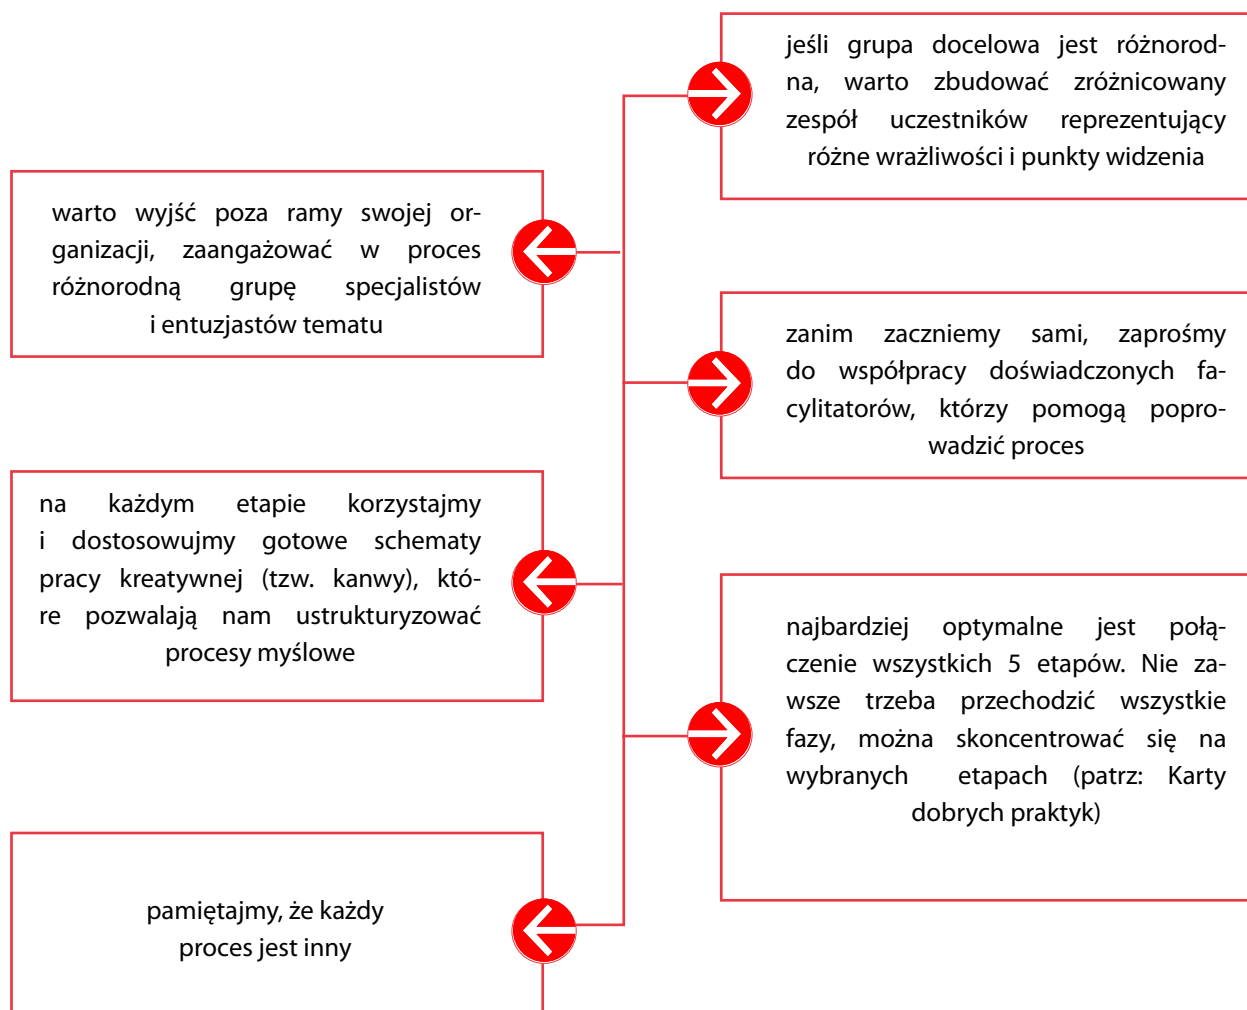 jeśli grupa docelowa jest różnorod-
na, warto zbudować zróżnicowany
zespół uczestników reprezentujący
różne wrażliwości i punkty widzenia
warto wyjść poza ramy swojej or-
ganizacji, zaangażować w proces
różnorodną grupę specjalistów
i entuzjastów tematu
zanim zaczniemy sami, zaprośmy
do współpracy doświadczonych fa-
cylitatorów, którzy pomogą popro-
wadzić proces
na każdym etapie korzystajmy
i dostosowujmy gotowe schematy
pracy kreatywnej (tzw. kanwy), któ-
re pozwalają nam ustrukturyzować
procesy myślowe
najbardziej optymalne jest połą-
czenie wszystkich 5 etapów. Nie za-
wsze trzeba przechodzić wszystkie
fazy, można skoncentrować się na
wybranych etapach (patrz: Karty
dobrych praktyk)
pamiętajmy, że każdy
proces jest inny